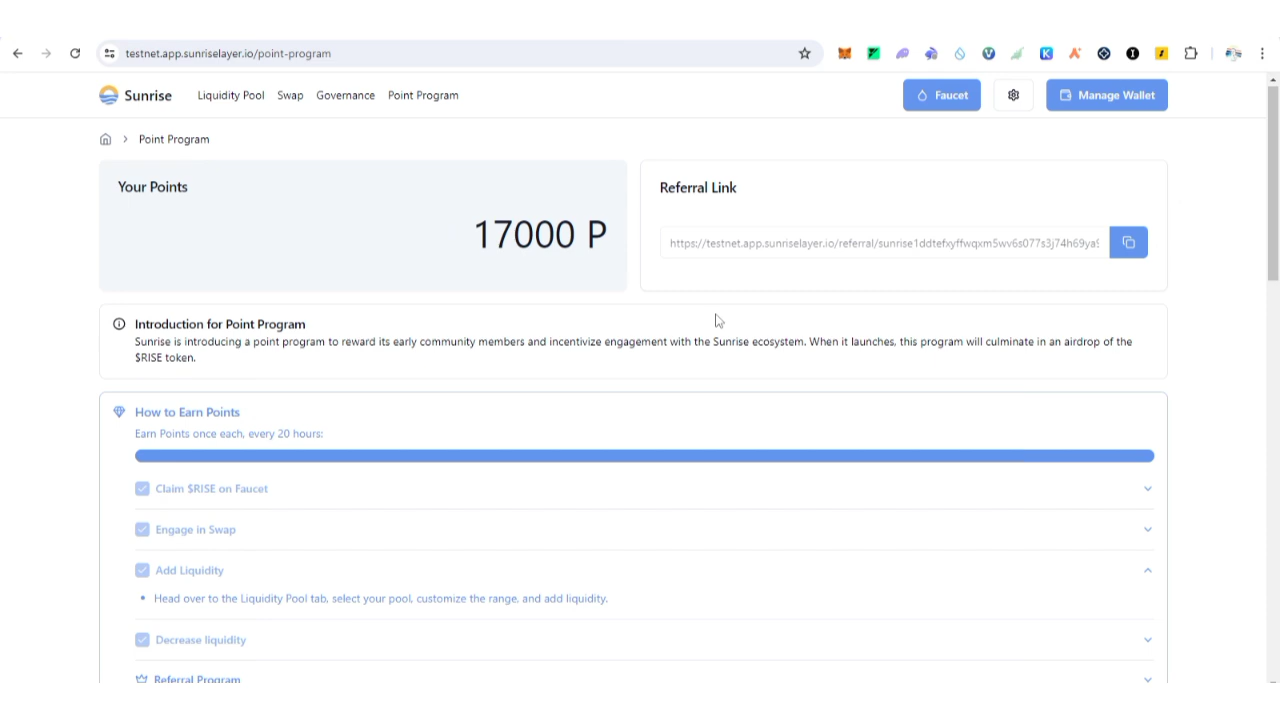 testnet.app.sunriselayer.io/point-program
Sunrise
Liquidity Pool
Swap
Governance
Point Program
Faucet
Manage Wallet
Point Program
Your Points
17000 P
Referral Link
https://testnet.app.sunriselayer.io/referral/sunrise1ddtefxyffwqxm5wv6s077s3j74h69ya9
Introduction for Point Program
Sunrise is introducing a point program to reward its early community members and incentivize engagement with the Sunrise ecosystem. When it launches, this program will culminate in an airdrop of the
$RISE token.
How to Earn Points
Earn Points once each, every 20 hours:
Claim $RISE on Faucet
Engage in Swap
Add Liquidity
• Head over to the Liquidity Pool tab, select your pool, customize the range, and add liquidity.
Decrease liquidity
Referral Program